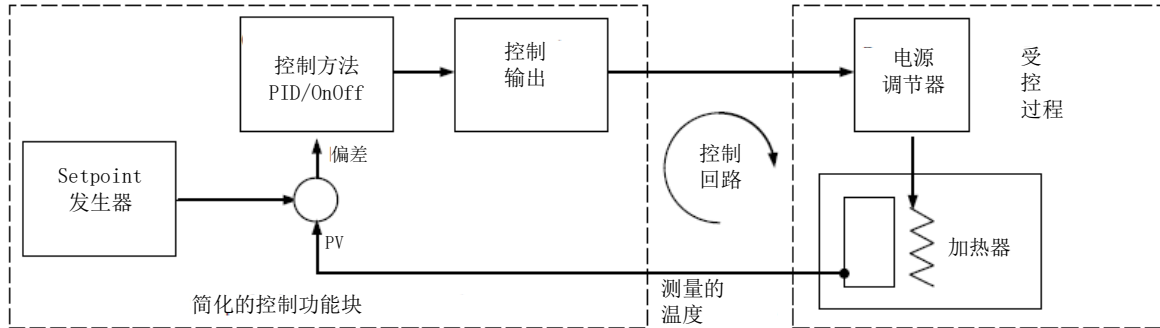 控制方法
PID/OnOff
控制
输出
电源
调节器
受
控
过程
偏差
Setpoint
发生器
控制
回路
PV
加热器
简化的控制功能块
测量的
温度